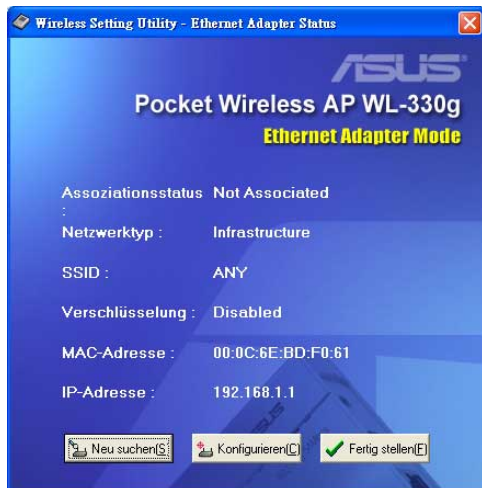 Wireless Setting Utility - Ethernet Adapter Status
ASUS
Pocket Wireless AP WL-330g
Ethernet Adapter Mode
Assoziationsstatus : Not Associated
Netzwerktyp : Infrastructure
SSID : ANY
Verschlüsselung : Disabled
MAC-Adresse : 00:0C:6E:BD:F0:61
IP-Adresse : 192.168.1.1
Neu suchen(S) Konfigurieren(C) Fertig stellen(F)